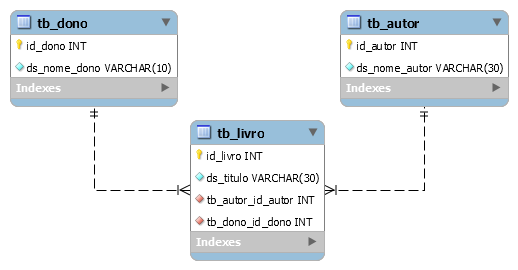 tb_dono
id_dono INT
ds_nome_dono VARCHAR(10)
Indexes
tb_autor
id_autor INT
ds_nome_autor VARCHAR(30)
Indexes
tb_livro
id_livro INT
ds_titulo VARCHAR(30)
tb_autor_id_autor INT
tb_dono_id_dono INT
Indexes